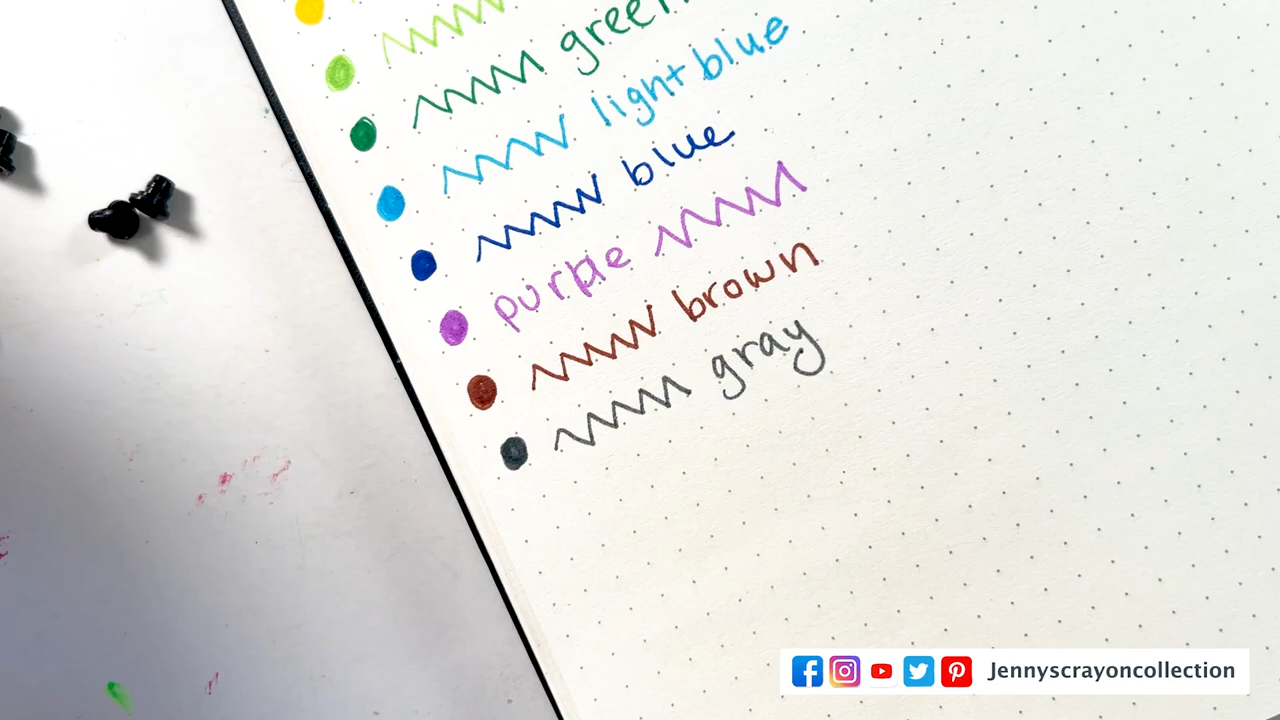 green
light blue
blue
purple
brown
gray
Jennyscrayoncollection